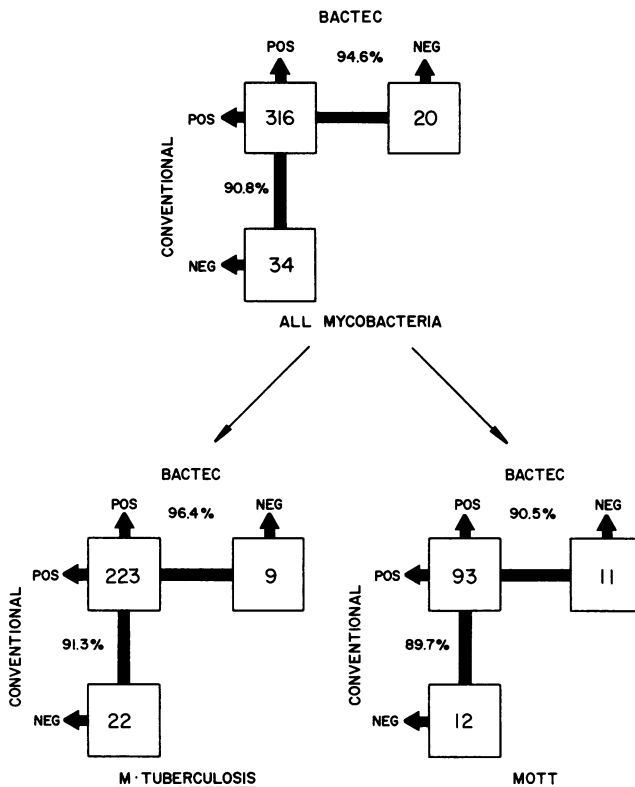 BACTEC
POS
94.6%
NEG
POS
316
20
CONVENTIONAL
90.8%
NEG
34
ALL MYCOBACTERIA
BACTEC
POS
96.4%
NEG
POS
223
9
CONVENTIONAL
91.3%
NEG
22
M·TUBERCULOSIS
BACTEC
POS
90.5%
NEG
POS
93
11
CONVENTIONAL
89.7%
NEG
12
MOTT